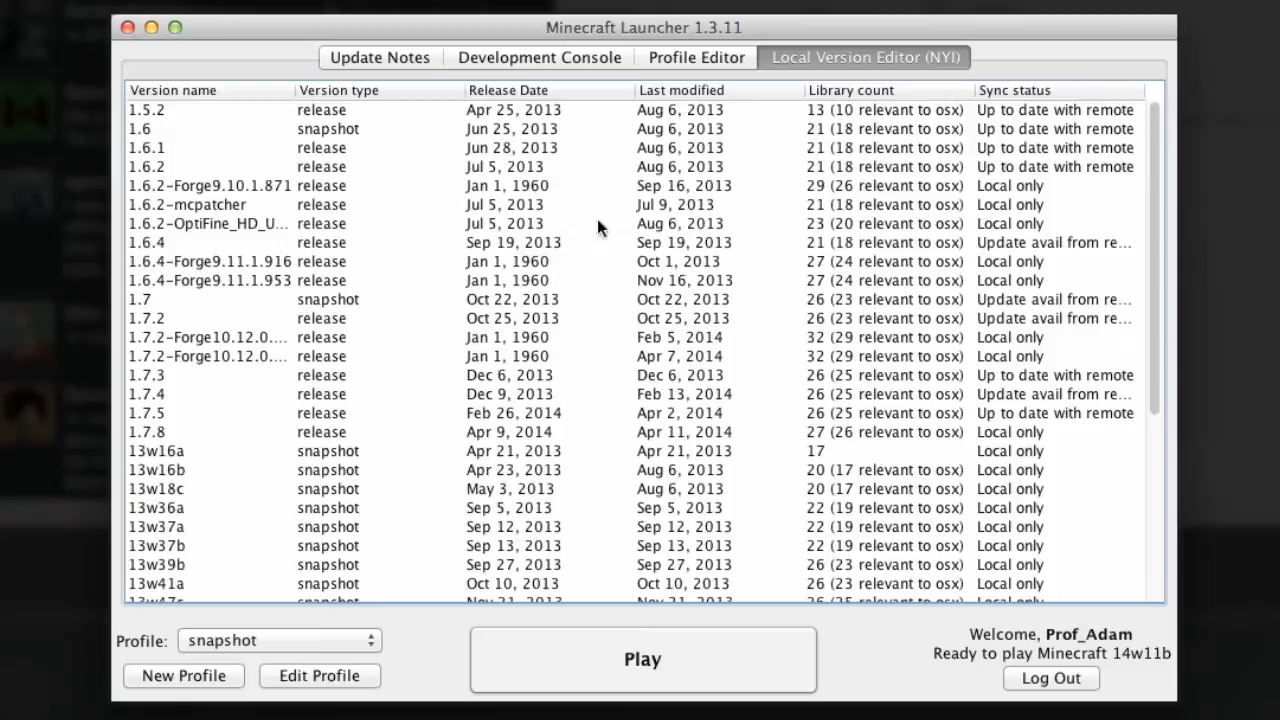 Minecraft Launcher 1.3.11
Update Notes Development Console Profile Editor Local Version Editor (NYI)
Version name Version type Release Date Last modified Library count Sync status
1.5.2 release Apr 25, 2013 Aug 6, 2013 13 (10 relevant to osx) Up to date with remote
1.6 snapshot Jun 25, 2013 Aug 6, 2013 21 (18 relevant to osx) Up to date with remote
1.6.1 release Jun 28, 2013 Aug 6, 2013 21 (18 relevant to osx) Up to date with remote
1.6.2 release Jul 5, 2013 Aug 6, 2013 21 (18 relevant to osx) Up to date with remote
1.6.2-Forge9.10.1.871 release Jan 1, 1960 Sep 16, 2013 29 (26 relevant to osx) Local only
1.6.2-mcpatcher release Jul 5, 2013 Jul 9, 2013 21 (18 relevant to osx) Local only
1.6.2-OptiFine_HD_U... release Jul 5, 2013 Aug 6, 2013 23 (20 relevant to osx) Local only
1.6.4 release Sep 19, 2013 Sep 19, 2013 21 (18 relevant to osx) Update avail from re...
1.6.4-Forge9.11.1.916 release Jan 1, 1960 Oct 1, 2013 27 (24 relevant to osx) Local only
1.6.4-Forge9.11.1.953 release Jan 1, 1960 Nov 16, 2013 27 (24 relevant to osx) Local only
1.7 snapshot Oct 22, 2013 Oct 22, 2013 26 (23 relevant to osx) Update avail from re...
1.7.2 release Oct 25, 2013 Oct 25, 2013 26 (23 relevant to osx) Update avail from re...
1.7.2-Forge10.12.0.... release Jan 1, 1960 Feb 5, 2014 32 (29 relevant to osx) Local only
1.7.2-Forge10.12.0.... release Jan 1, 1960 Apr 7, 2014 32 (29 relevant to osx) Local only
1.7.3 release Dec 6, 2013 Dec 6, 2013 26 (25 relevant to osx) Up to date with remote
1.7.4 release Dec 9, 2013 Feb 13, 2014 26 (25 relevant to osx) Update avail from re...
1.7.5 release Feb 26, 2014 Apr 2, 2014 26 (25 relevant to osx) Up to date with remote
1.7.8 release Apr 9, 2014 Apr 11, 2014 27 (26 relevant to osx) Local only
13w16a snapshot Apr 21, 2013 Apr 21, 2013 17 Local only
13w16b snapshot Apr 23, 2013 Aug 6, 2013 20 (17 relevant to osx) Local only
13w18c snapshot May 3, 2013 Aug 6, 2013 20 (17 relevant to osx) Local only
13w36a snapshot Sep 5, 2013 Sep 5, 2013 22 (19 relevant to osx) Local only
13w37a snapshot Sep 12, 2013 Sep 12, 2013 22 (19 relevant to osx) Local only
13w37b snapshot Sep 13, 2013 Sep 13, 2013 22 (19 relevant to osx) Local only
13w39b snapshot Sep 27, 2013 Sep 27, 2013 26 (23 relevant to osx) Local only
13w41a snapshot Oct 10, 2013 Oct 10, 2013 26 (23 relevant to osx) Local only
Profile: snapshot
New Profile Edit Profile
Play
Welcome, Prof_Adam
Ready to play Minecraft 14w11b
Log Out